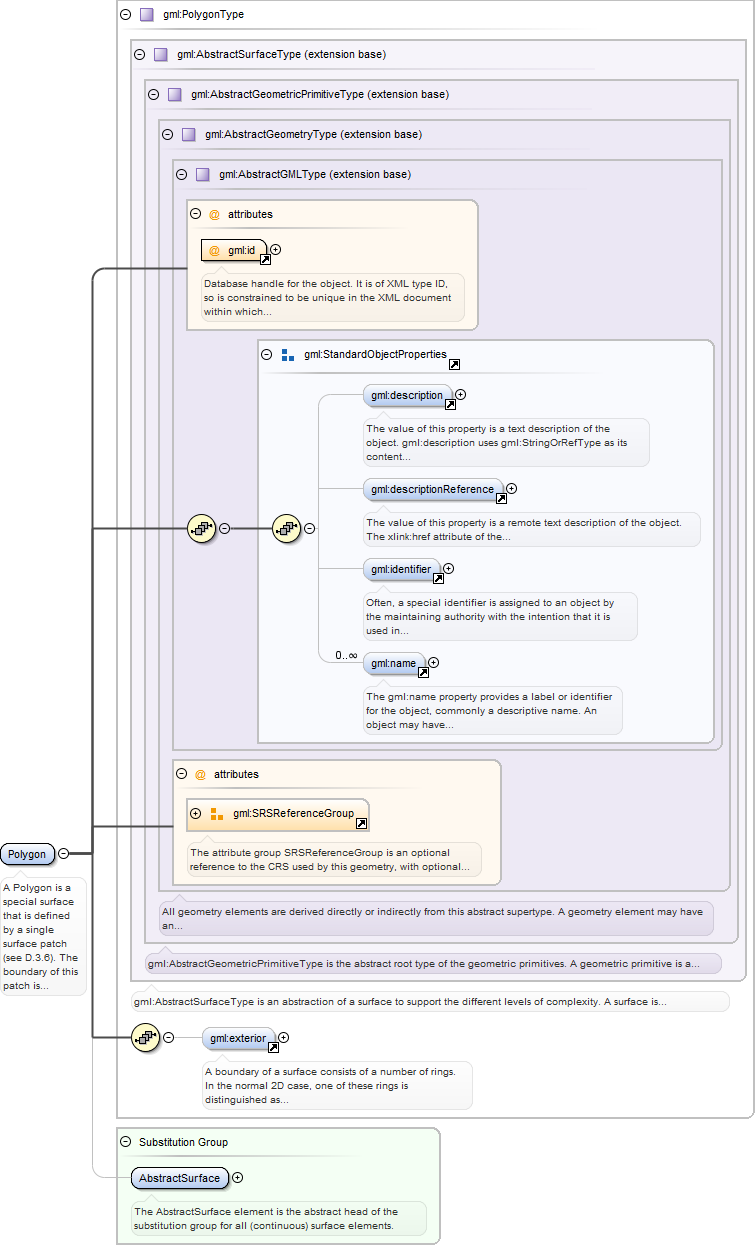 gml:PolygonType
gml:AbstractSurfaceType (extension base)
gml:AbstractGeometricPrimitiveType (extension base)
gml:AbstractGeometryType (extension base)
gml:AbstractGMLType (extension base)
@ attributes
@ gml:id
Database handle for the object. It is of XML type ID,
so is constrained to be unique in the XML document
within which...
gml:StandardObjectProperties
gml:description
The value of this property is a text description of the
object. gml:description uses gml:StringOrRefType as its
content...
gml:descriptionReference
The value of this property is a remote text description of the object.
The xlink:href attribute of the...
gml:identifier
Often, a special identifier is assigned to an object by
the maintaining authority with the intention that it is
used in...
0..∞
gml:name
The gml:name property provides a label or identifier
for the object, commonly a descriptive name. An
object may have...
@ attributes
gml:SRSReferenceGroup
The attribute group SRSReferenceGroup is an optional
reference to the CRS used by this geometry, with optional...
Polygon
A Polygon is a
special surface
that is defined
by a single
surface patch
(see D.3.6). The
boundary of this
patch is...
All geometry elements are derived directly or indirectly from this abstract supertype. A geometry element may have
an...
gml:AbstractGeometricPrimitiveType is the abstract root type of the geometric primitives. A geometric primitive is a...
gml:AbstractSurfaceType is an abstraction of a surface to support the different levels of complexity. A surface is...
gml:exterior
A boundary of a surface consists of a number of rings.
In the normal 2D case, one of these rings is
distinguished as...
Substitution Group
AbstractSurface
The AbstractSurface element is the abstract head of the
substitution group for all (continuous) surface elements.